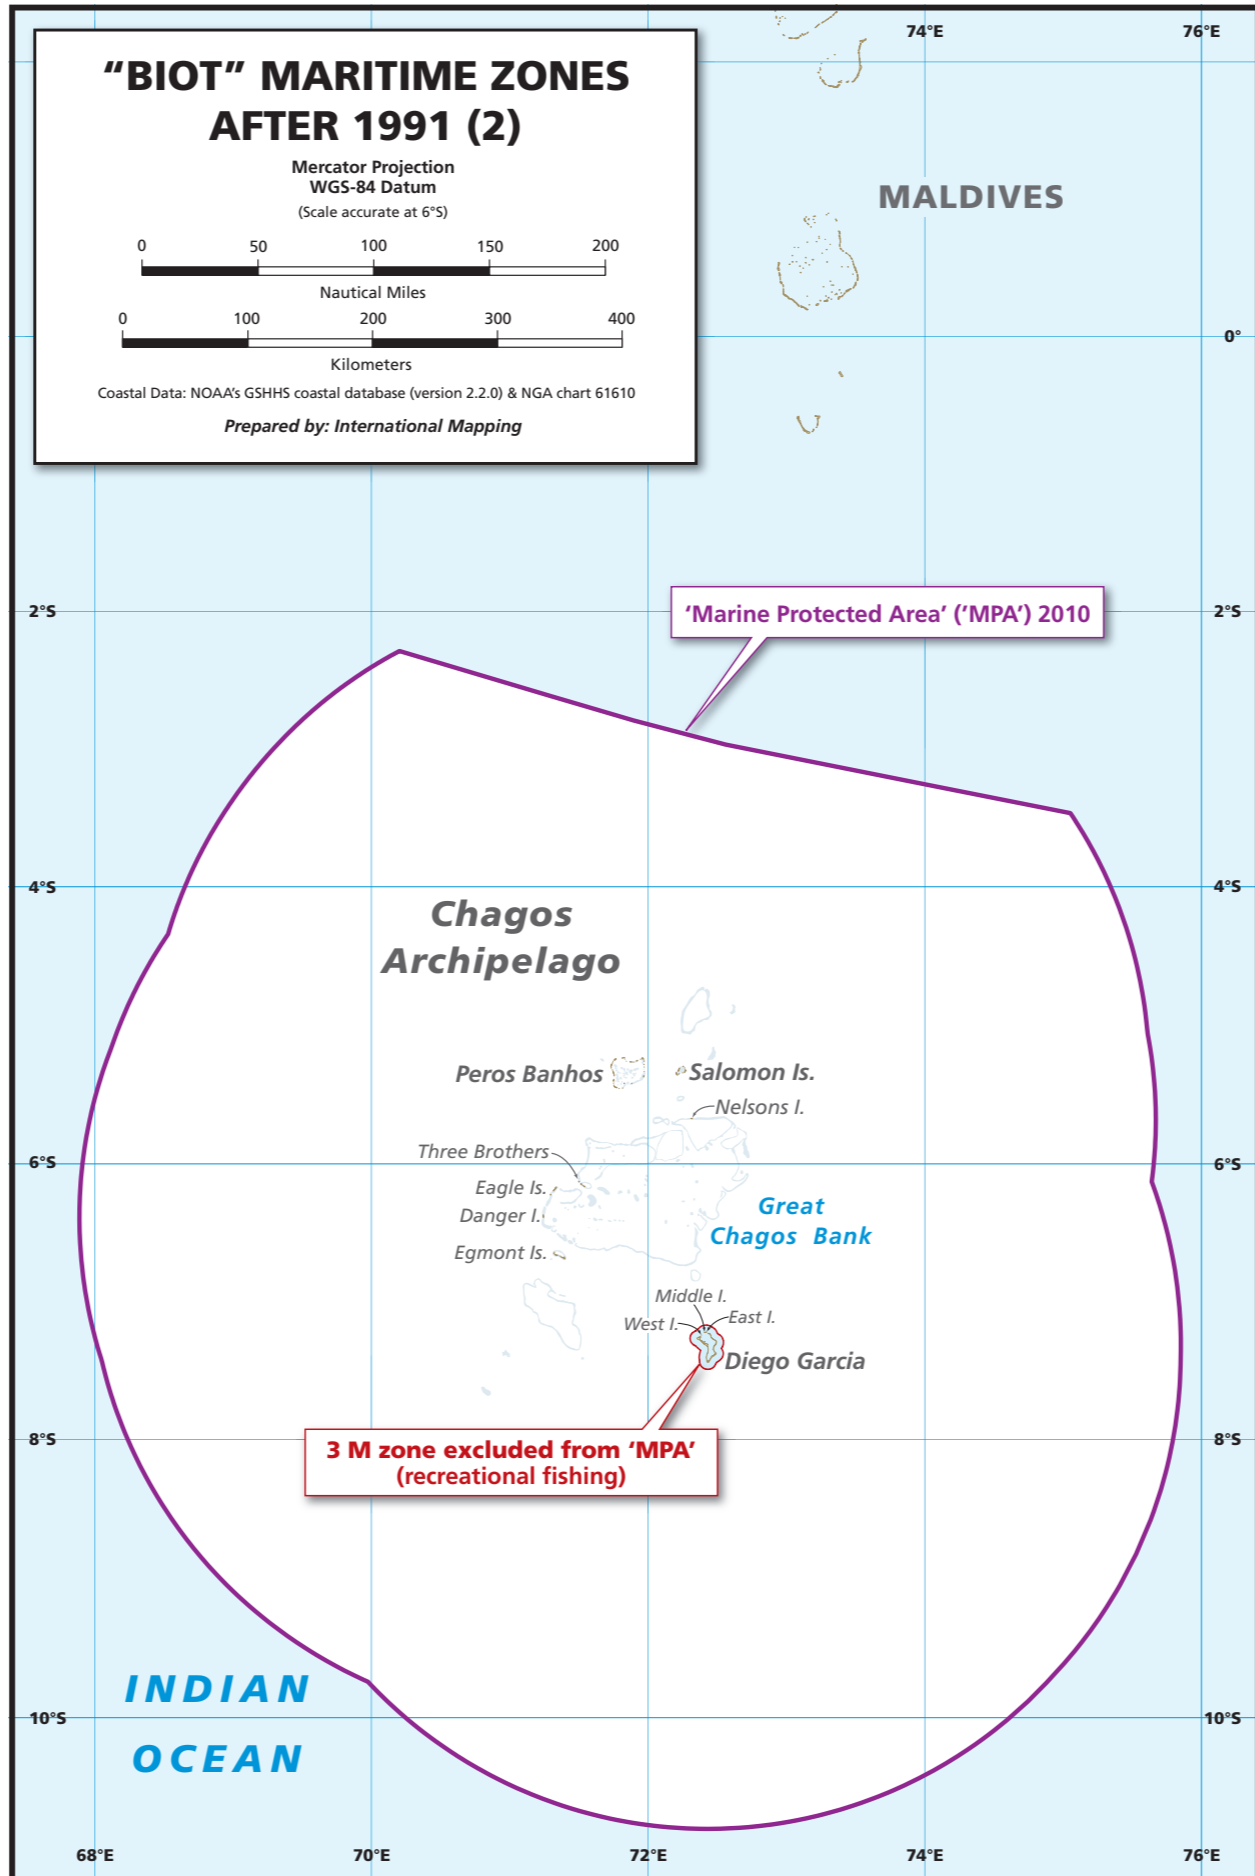 74°E
76°E
“BIOT” MARITIME ZONES
AFTER 1991 (2)
Mercator Projection
WGS-84 Datum
(Scale accurate at 6°S)
0 50 100 150 200
Nautical Miles
0 100 200 300 400
Kilometers
Coastal Data: NOAA’s GSHHS coastal database (version 2.2.0) & NGA chart 61610
Prepared by: International Mapping
MALDIVES
0°
2°S
‘Marine Protected Area’ (’MPA’) 2010
2°S
4°S
4°S
Chagos
Archipelago
Peros Banhos
Salomon Is.
Nelsons I.
Three Brothers
6°S
6°S
Eagle Is.
Danger I.
Great
Chagos Bank
Egmont Is.
Middle I.
West I.
East I.
Diego Garcia
8°S
8°S
3 M zone excluded from ‘MPA’
(recreational fishing)
INDIAN
OCEAN
10°S
10°S
68°E
70°E
72°E
74°E
76°E